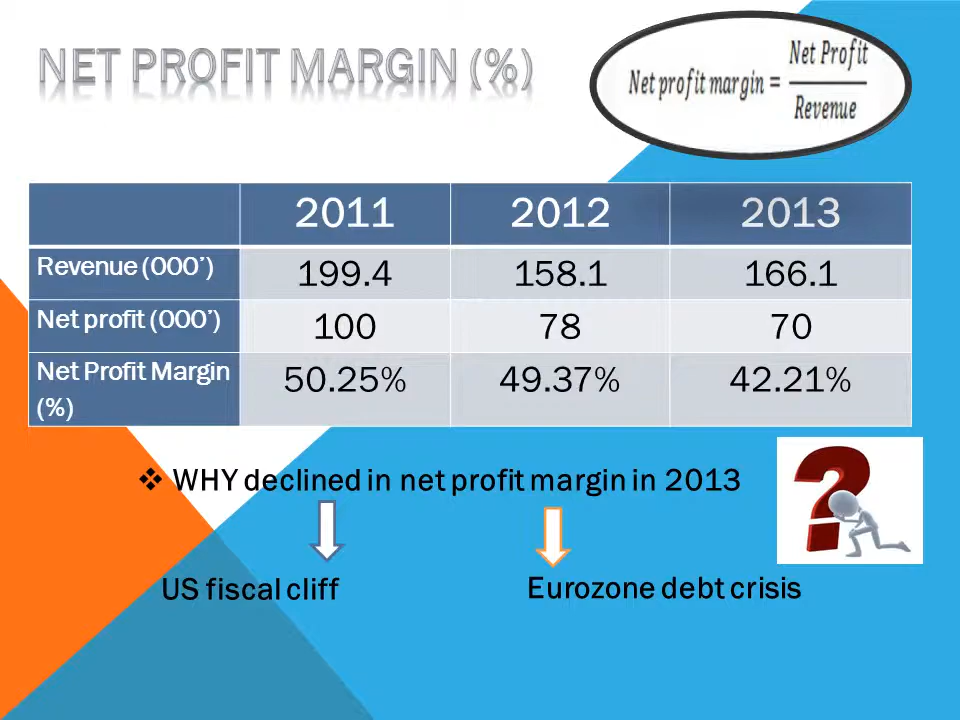 NET PROFIT MARGIN (%)
Net profit margin = Net Profit / Revenue
2011 2012 2013
Revenue (000') 199.4 158.1 166.1
Net profit (000') 100 78 70
Net Profit Margin (%) 50.25% 49.37% 42.21%
❖ WHY declined in net profit margin in 2013
US fiscal cliff Eurozone debt crisis